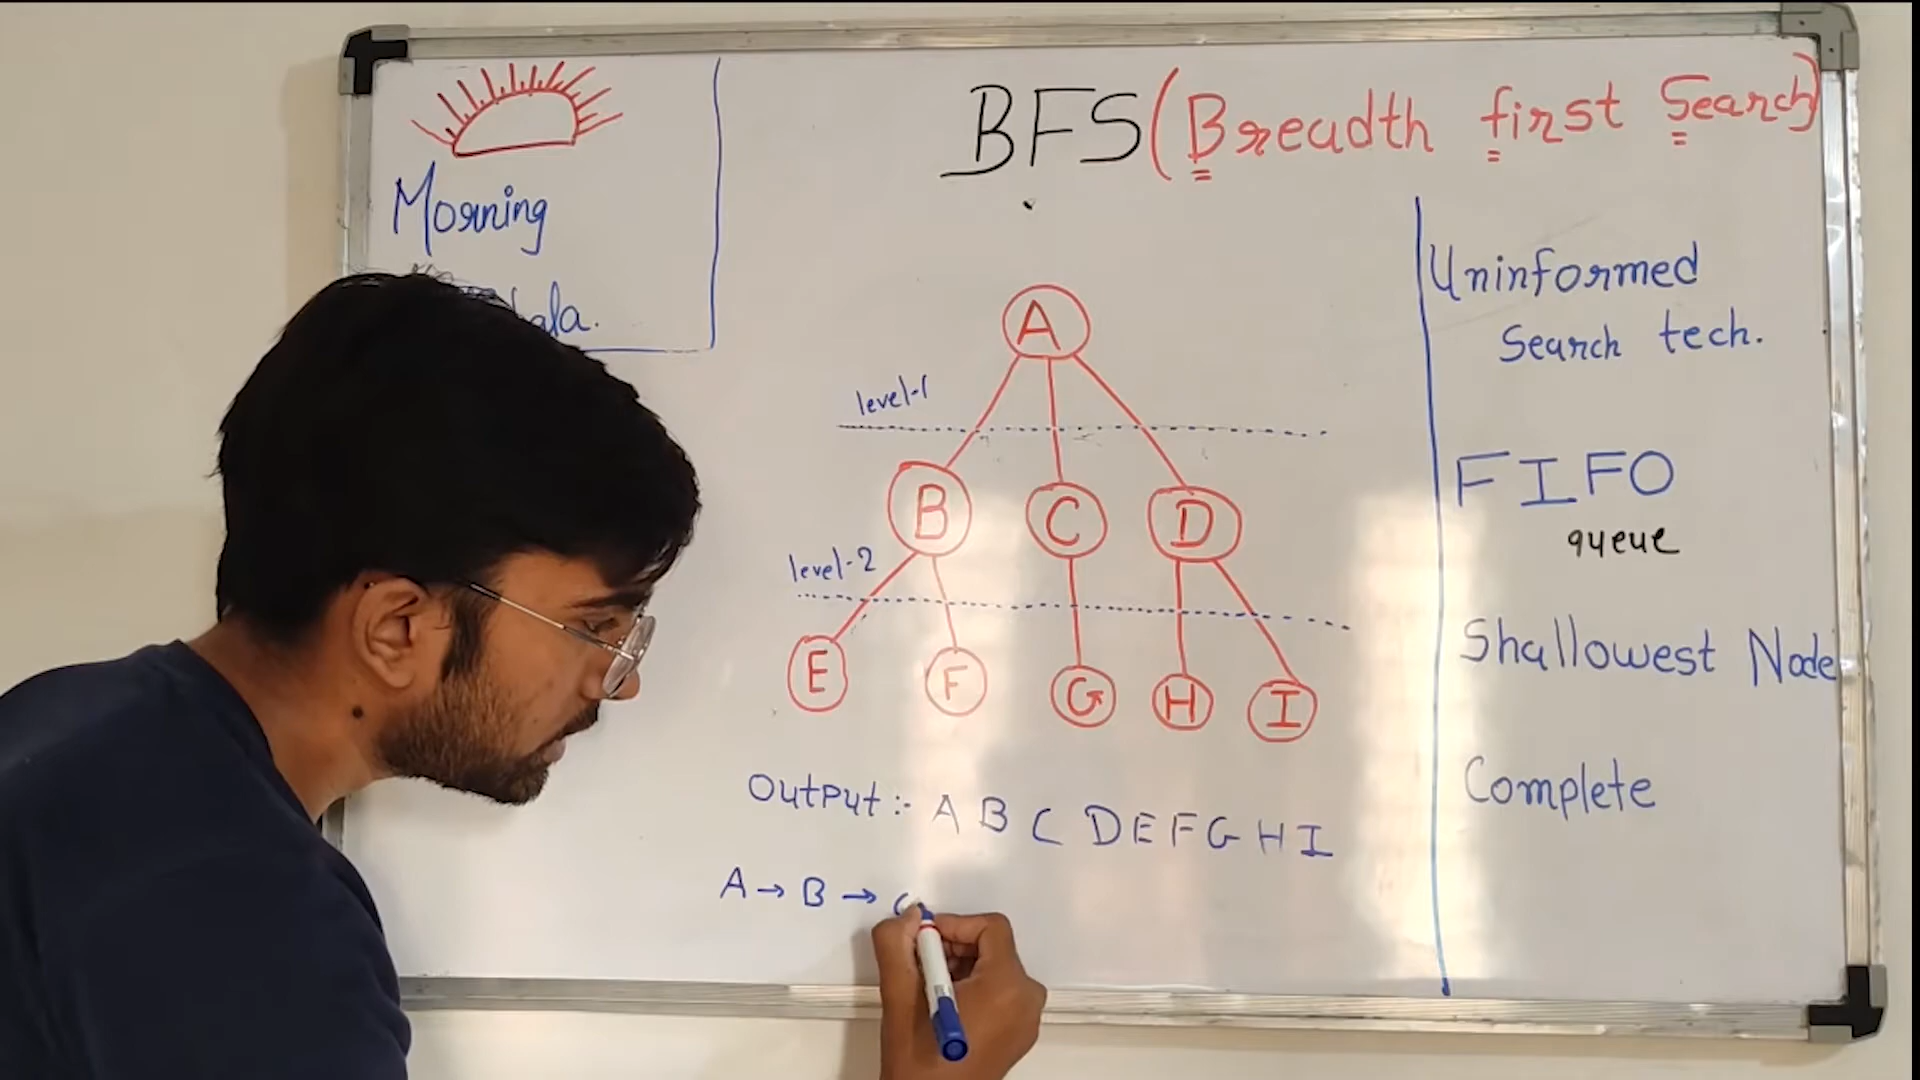 Morning
BFS (Breadth first Search)
Uninformed
Search tech.
FIFO
queue
Shallowest Node
Complete
A
level-1
B C D
level-2
E F G H I
Output :- A B C D E F G H I
A → B → C